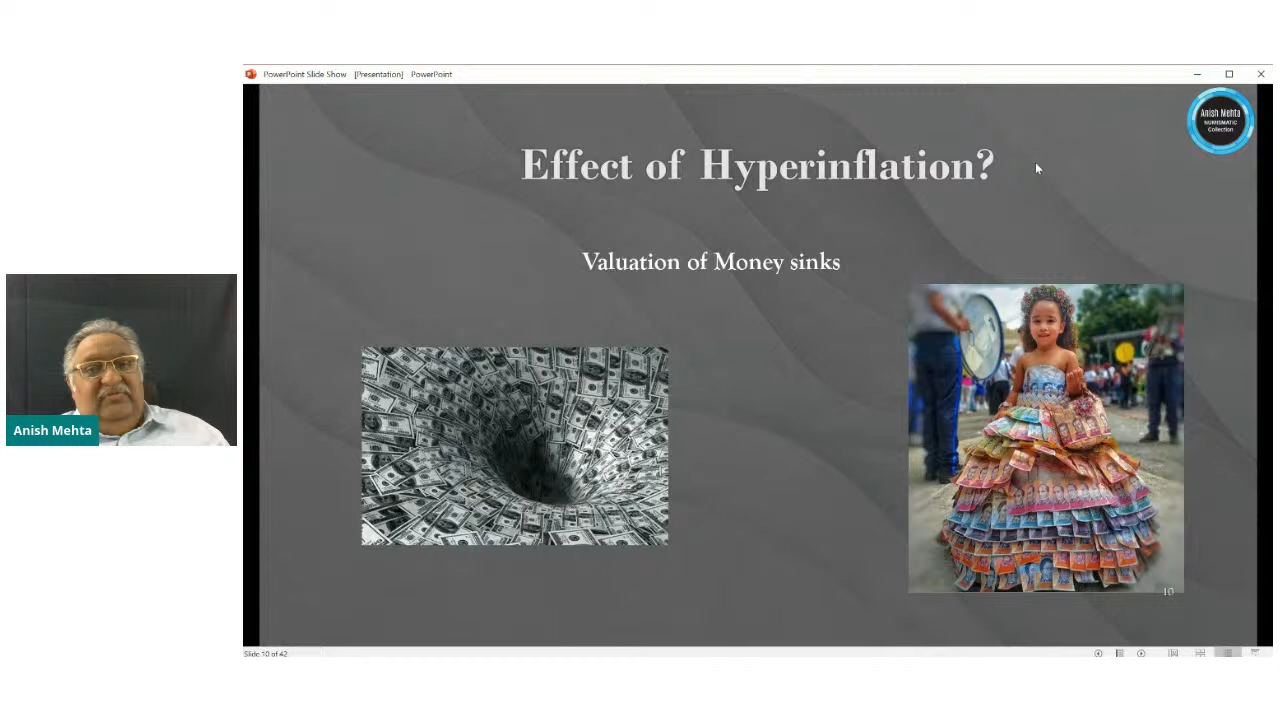 PowerPoint Slide Show - [Presentation] - PowerPoint
Anish Mehta
NUMISMATIC
Collection
Effect of Hyperinflation?
Valuation of Money sinks
Anish Mehta
10
Slide 10 of 42